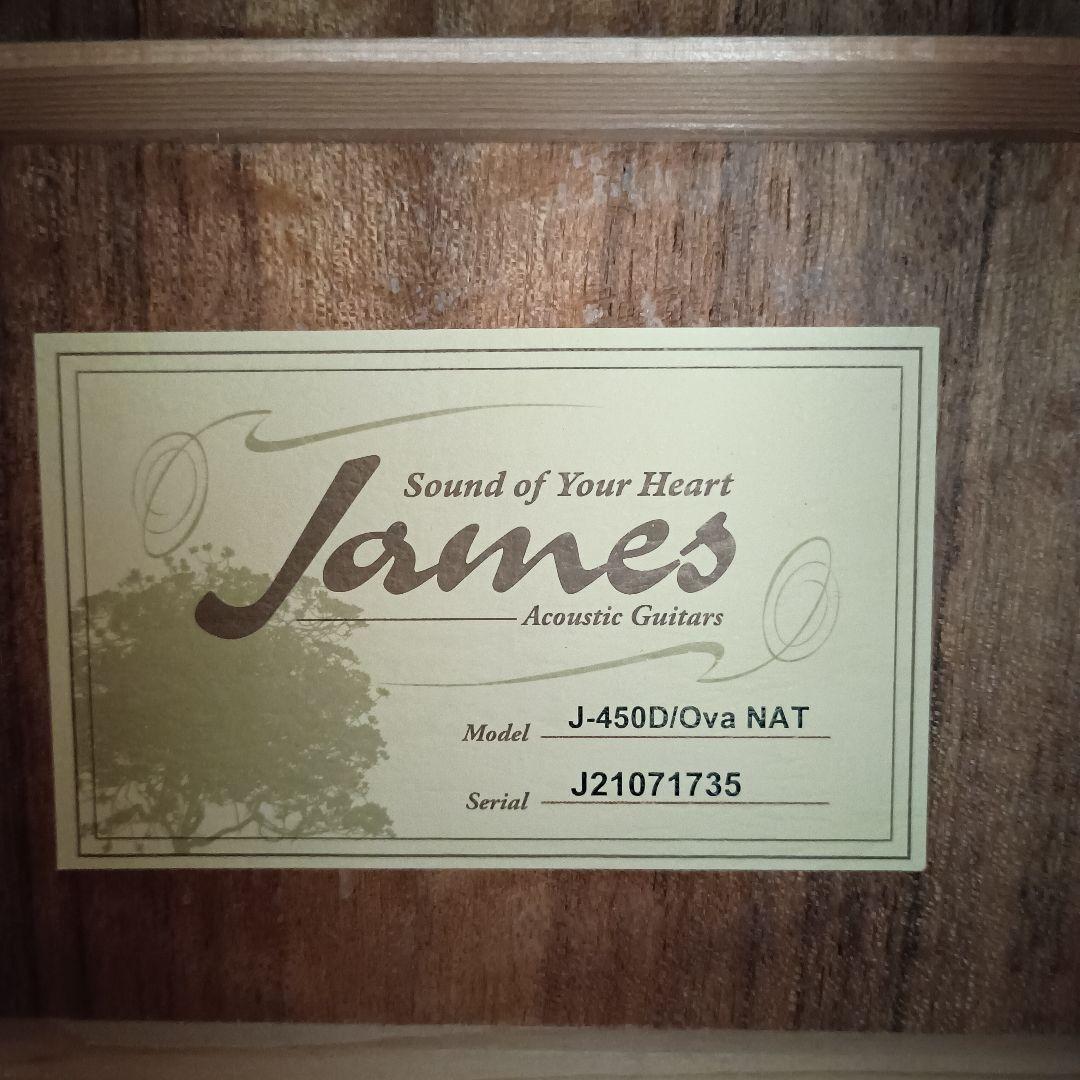 Sound of Your Heart
James
Acoustic Guitars
Model J-450D/Ova NAT
Serial J21071735